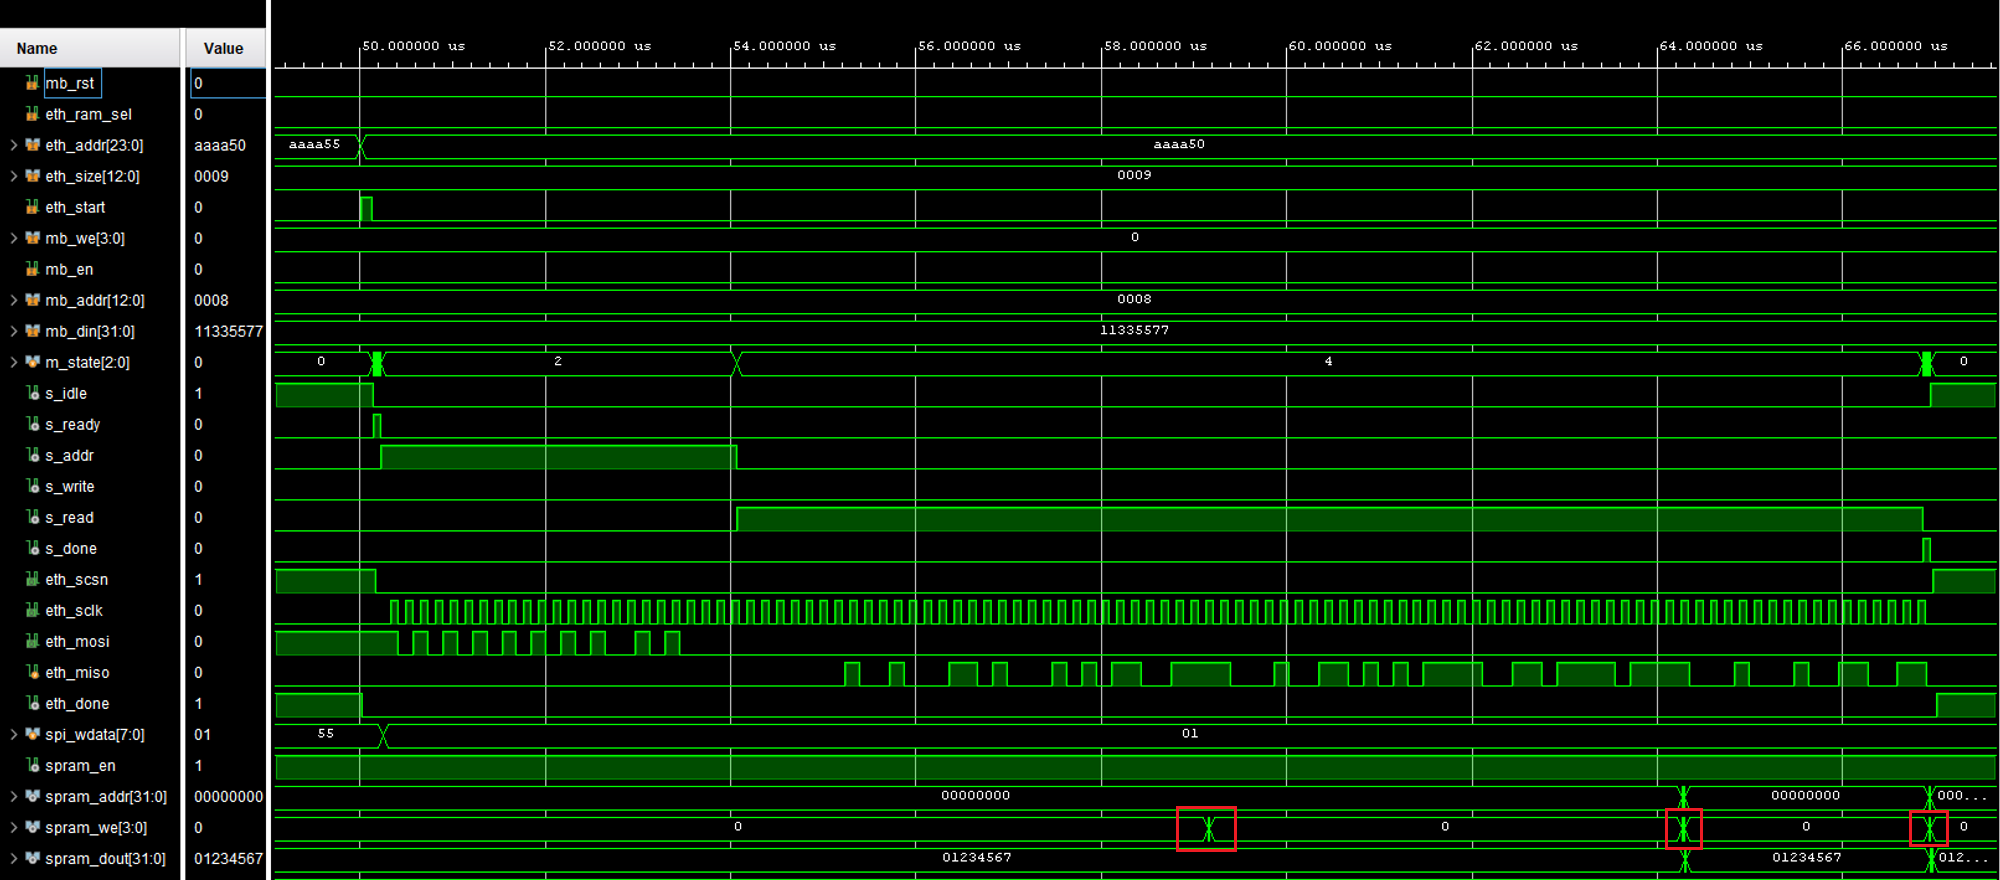 Name Value 50.000000 us 52.000000 us 54.000000 us 56.000000 us 58.000000 us 60.000000 us 62.000000 us 64.000000 us 66.000000 us
mb_rst 0
eth_ram_sel 0
eth_addr[23:0] aaaa50 aaaa55 aaaa50
eth_size[12:0] 0009 0009
eth_start 0
mb_we[3:0] 0 0
mb_en 0
mb_addr[12:0] 0008 0008
mb_din[31:0] 11335577 11335577
m_state[2:0] 0 0 2 4 0
s_idle 1
s_ready 0
s_addr 0
s_write 0
s_read 0
s_done 0
eth_scsn 1
eth_sclk 0
eth_mosi 0
eth_miso 0
eth_done 1
spi_wdata[7:0] 01 55 01
spram_en 1
spram_addr[31:0] 00000000 00000000 00000000 000...
spram_we[3:0] 0 0 0 0 0
spram_dout[31:0] 01234567 01234567 01234567 012...